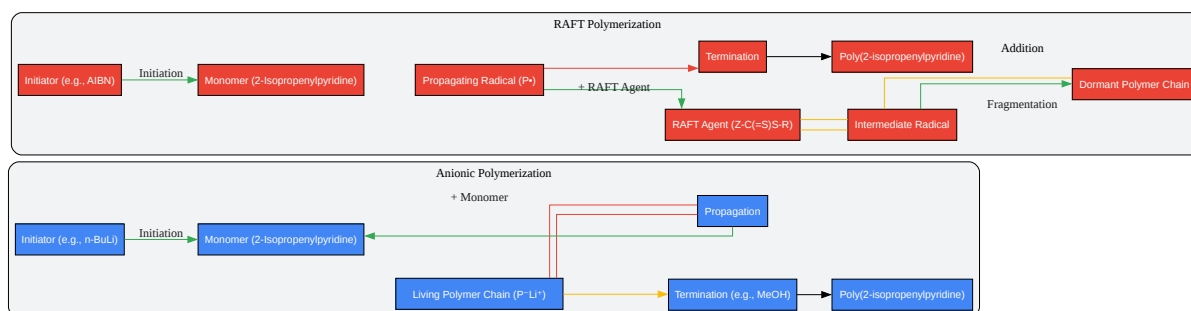 RAFT Polymerization
Initiator (e.g., AIBN)
Initiation
Monomer (2-Isopropenylpyridine)
Propagating Radical (P•)
+ RAFT Agent
Termination
Poly(2-isopropenylpyridine)
Addition
Dormant Polymer Chain
Fragmentation
RAFT Agent (Z-C(=S)S-R)
Intermediate Radical
Anionic Polymerization
+ Monomer
Propagation
Initiator (e.g., n-BuLi)
Initiation
Monomer (2-Isopropenylpyridine)
Living Polymer Chain (P⁻Li⁺)
Termination (e.g., MeOH)
Poly(2-isopropenylpyridine)